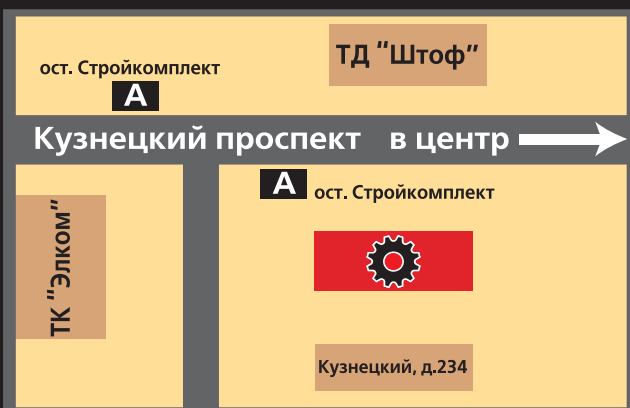 ТД "Штоф"
ост. Стройкомплект
А
Кузнецкий проспект в центр
А ост. Стройкомплект
ТК "Элком"
Кузнецкий, д.234